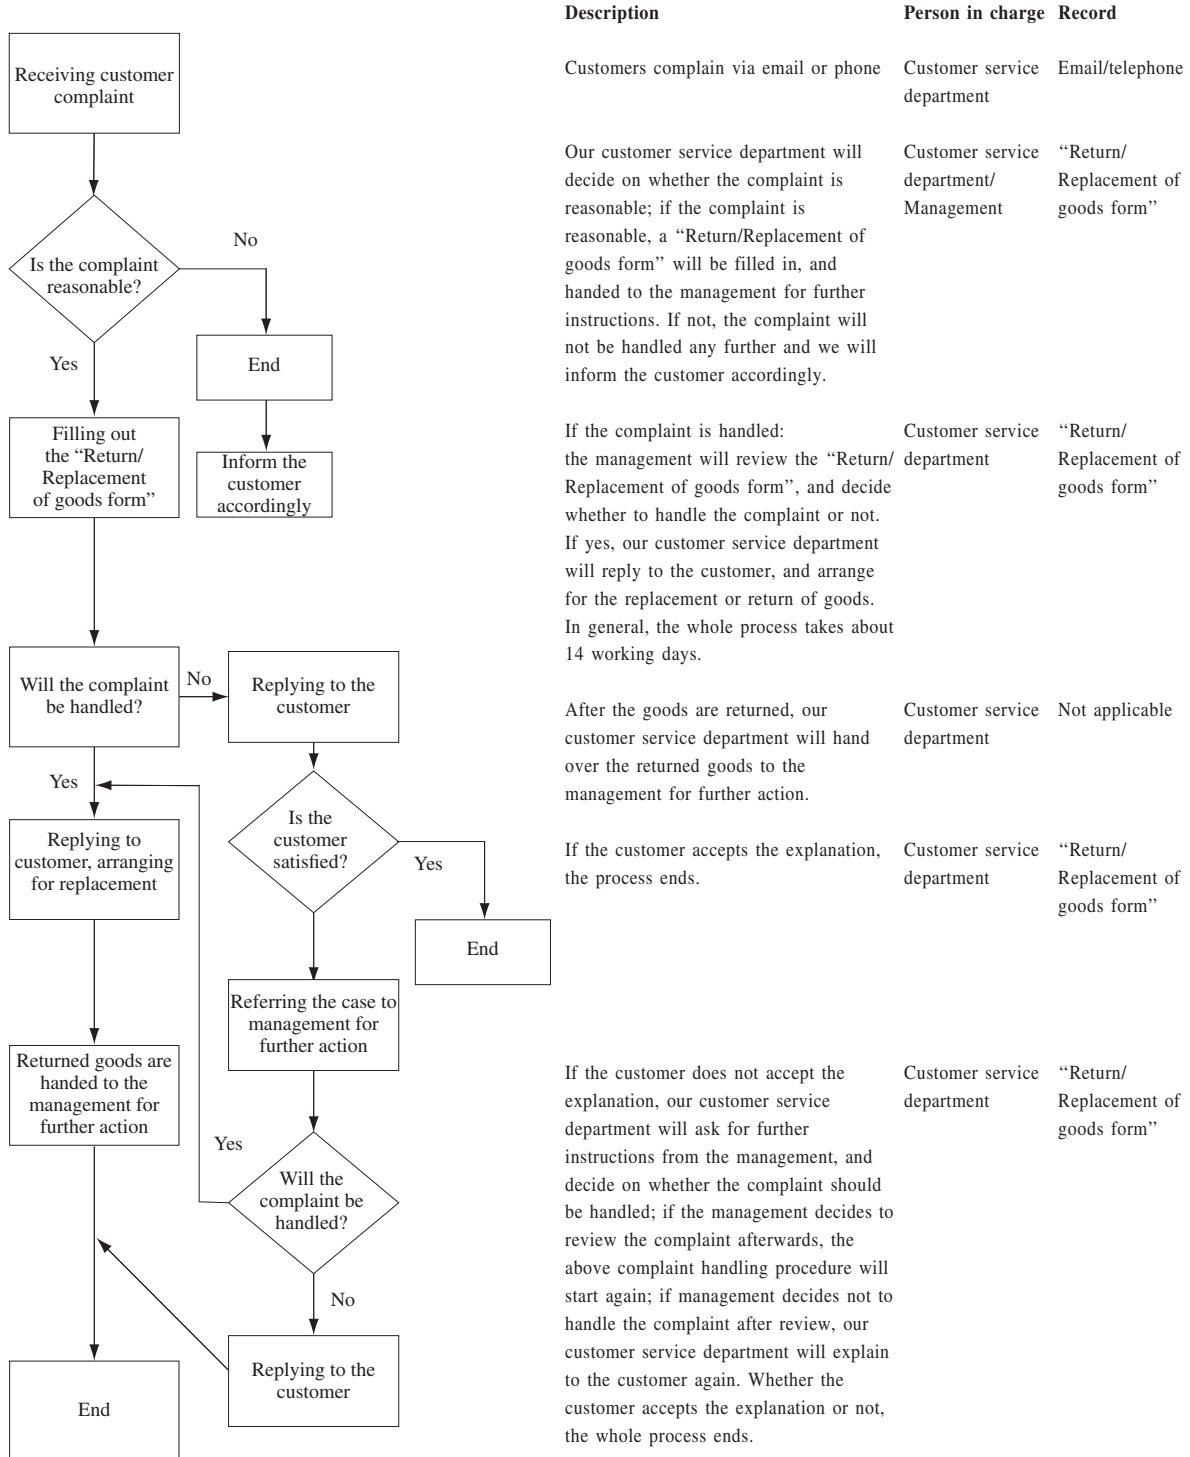 Description Person in charge Record
Receiving customer
complaint
Customers complain via email or phone Customer service Email/telephone
department
Is the complaint
reasonable?
No
Yes
End
Inform the
customer
accordingly
Our customer service department will Customer service “Return/
decide on whether the complaint is department/ Replacement of
reasonable; if the complaint is Management goods form”
reasonable, a “Return/Replacement of
goods form” will be filled in, and
handed to the management for further
instructions. If not, the complaint will
not be handled any further and we will
inform the customer accordingly.
Filling out
the “Return/
Replacement
of goods form”
If the complaint is handled: Customer service “Return/
the management will review the “Return/ department Replacement of
Replacement of goods form”, and decide goods form”
whether to handle the complaint or not.
If yes, our customer service department
will reply to the customer, and arrange
for the replacement or return of goods.
In general, the whole process takes about
14 working days.
Will the complaint
be handled?
No
Replying to the
customer
Yes
After the goods are returned, our Customer service Not applicable
customer service department will hand department
over the returned goods to the
management for further action.
Replying to
customer, arranging
for replacement
Is the
customer
satisfied?
Yes
End
If the customer accepts the explanation, Customer service “Return/
the process ends. department Replacement of
goods form”
Referring the case to
management for
further action
Returned goods are
handed to the
management for
further action
Yes
Will the
complaint be
handled?
No
Replying to the
customer
End
If the customer does not accept the Customer service “Return/
explanation, our customer service department Replacement of
department will ask for further goods form”
instructions from the management, and
decide on whether the complaint should
be handled; if the management decides to
review the complaint afterwards, the
above complaint handling procedure will
start again; if management decides not to
handle the complaint after review, our
customer service department will explain
to the customer again. Whether the
customer accepts the explanation or not,
the whole process ends.